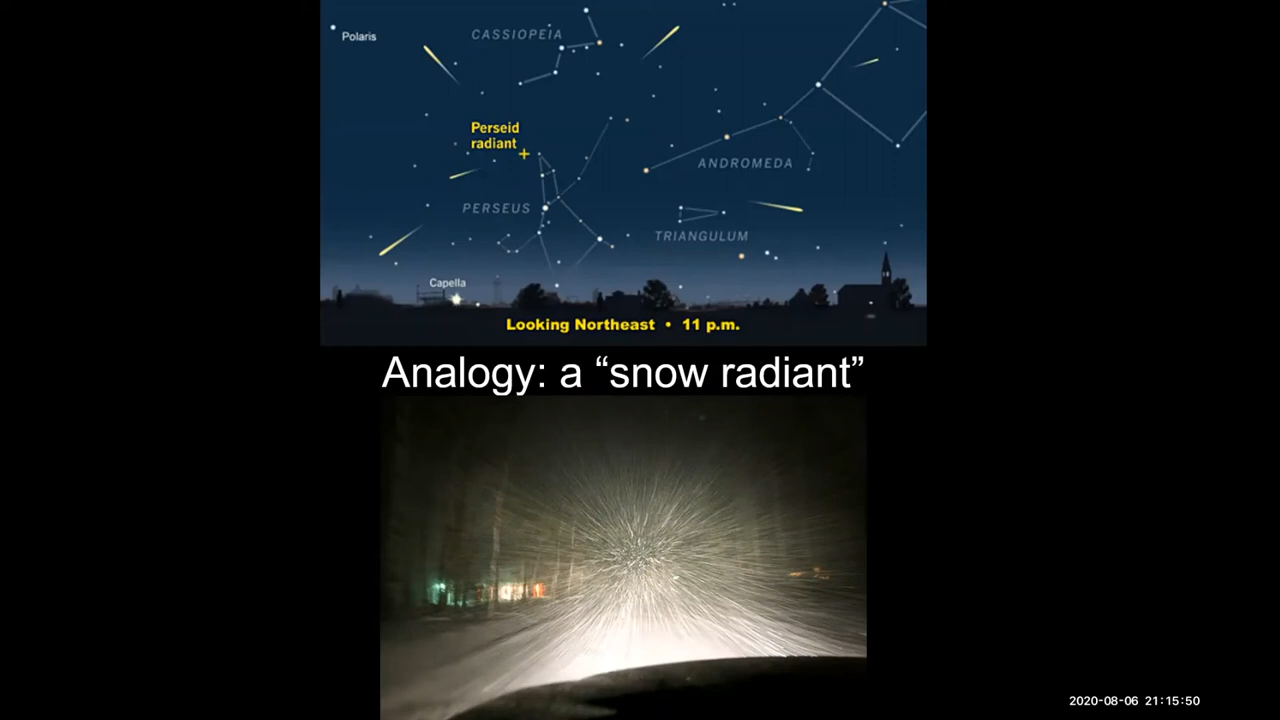 CASSIOPEIA
Polaris
Perseid
radiant
ANDROMEDA
PERSEUS
TRIANGULUM
Capella
Looking Northeast • 11 p.m.
Analogy: a “snow radiant”
2020-08-06 21:15:50